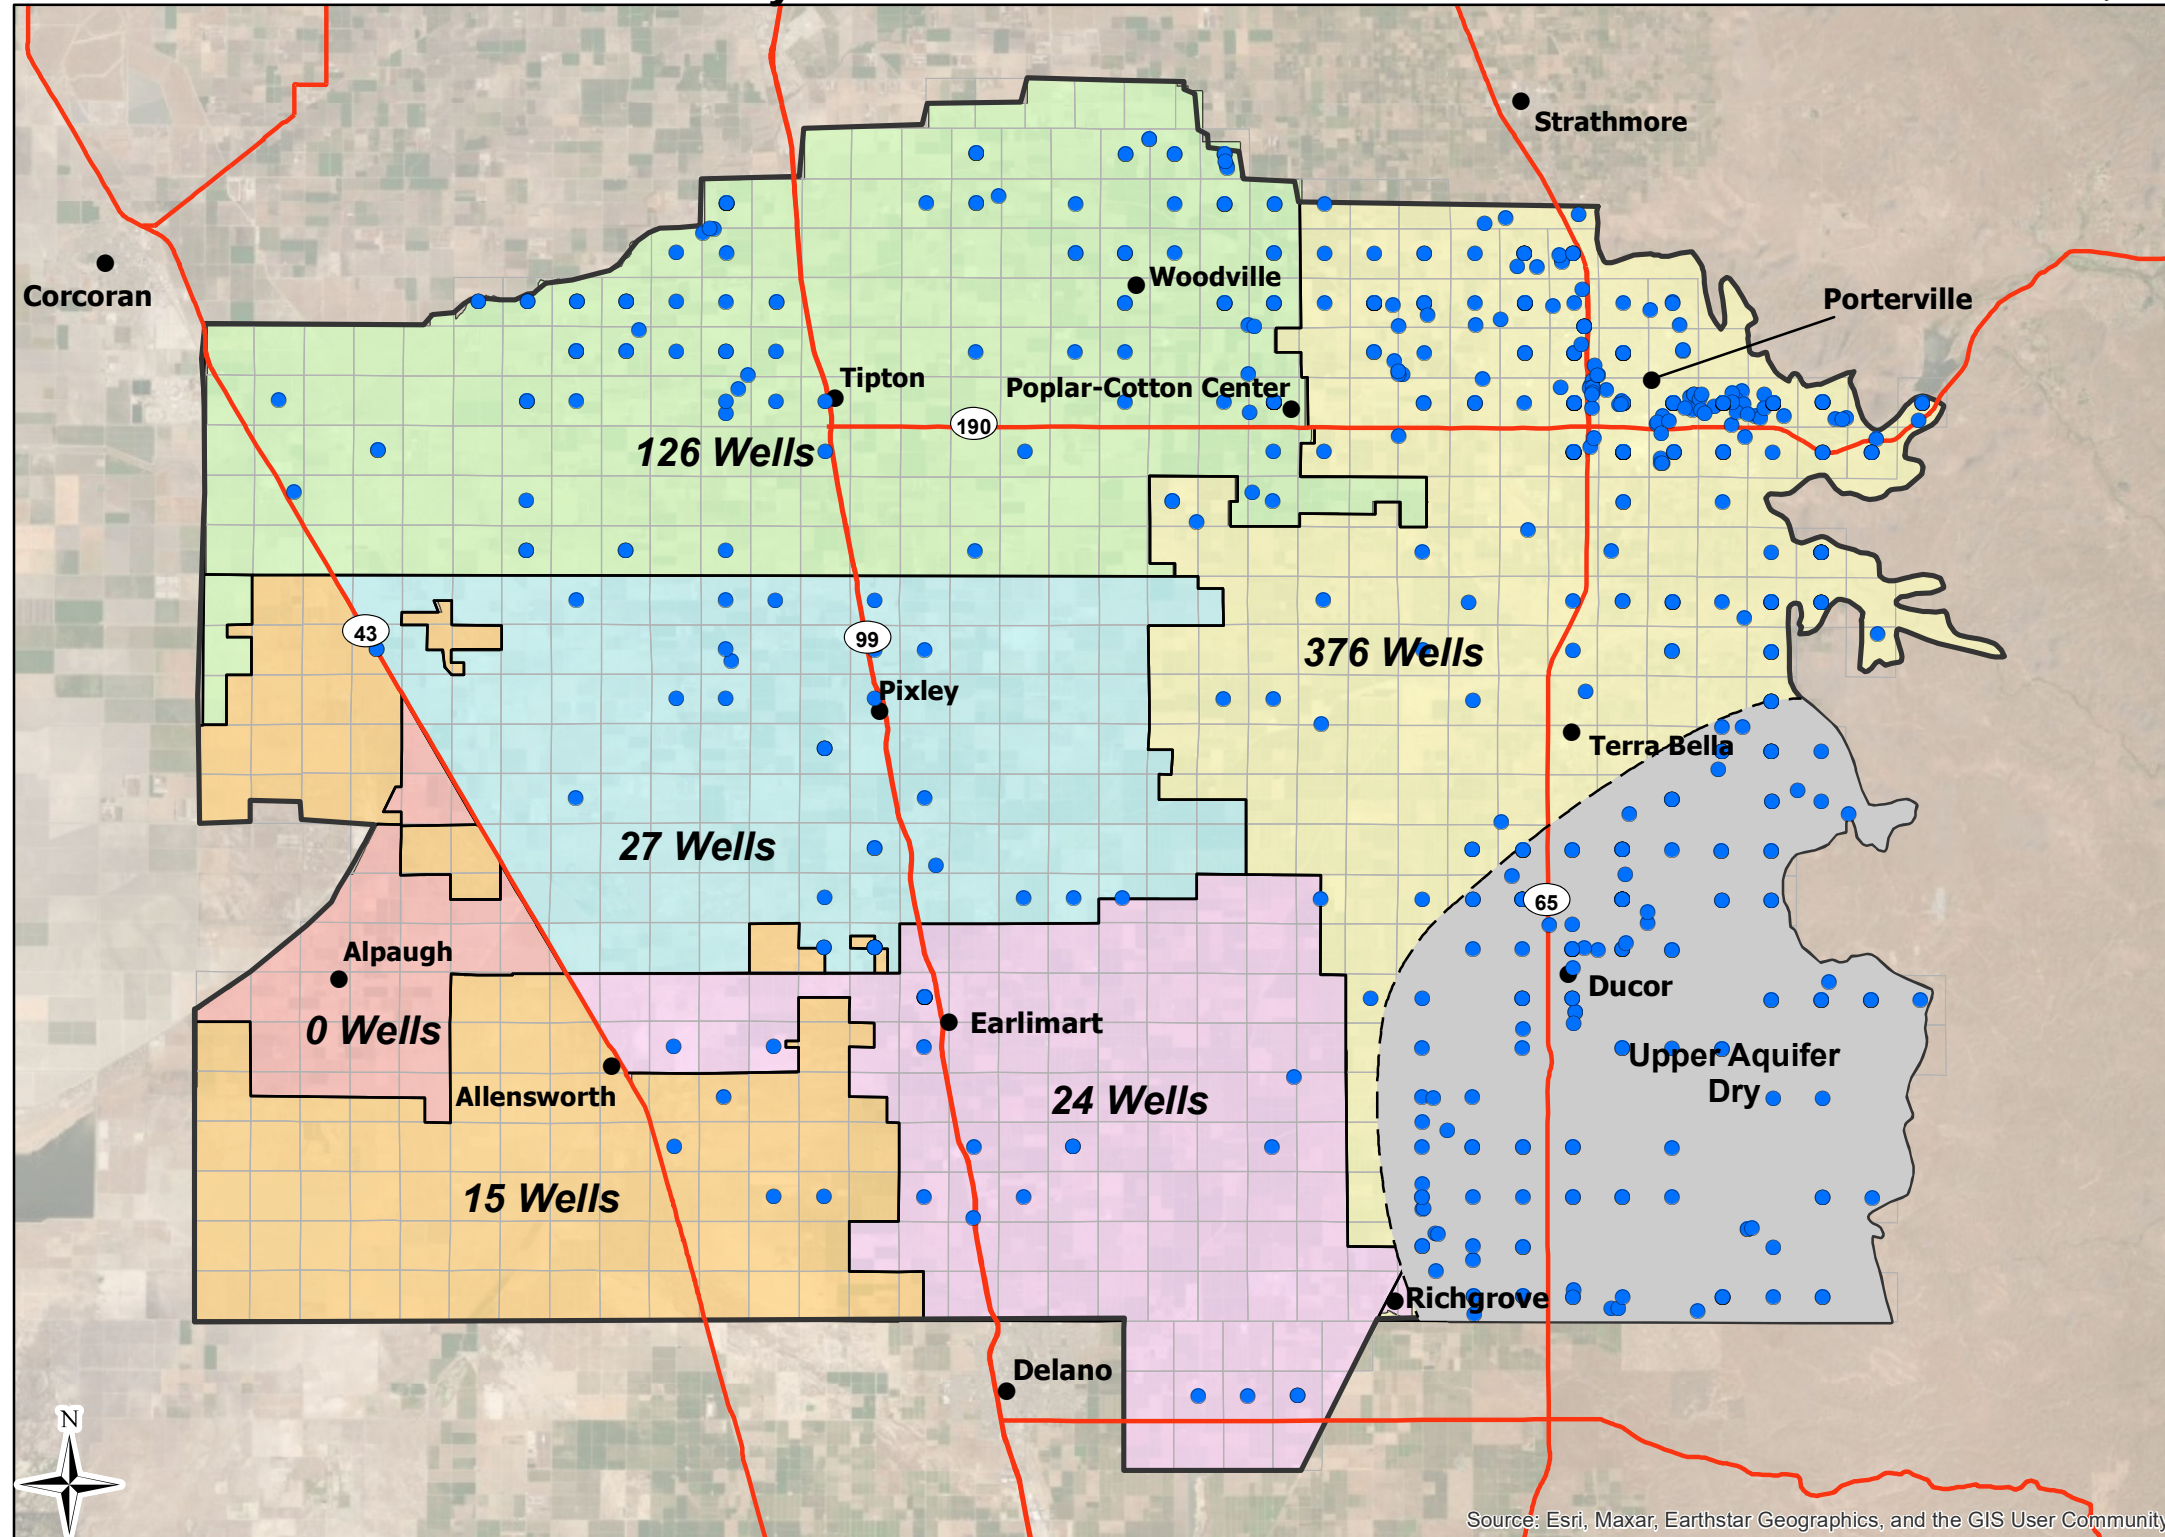 Strathmore
Corcoran
Woodville
Porterville
Tipton
Poplar-Cotton Center
190
126 Wells
43
99
376 Wells
Pixley
Terra Bella
27 Wells
65
Alpaugh
Ducor
0 Wells
Earlimart
Upper Aquifer
Dry
Allensworth
24 Wells
15 Wells
Richgrove
Delano
N
Source: Esri, Maxar, Earthstar Geographics, and the GIS User Community